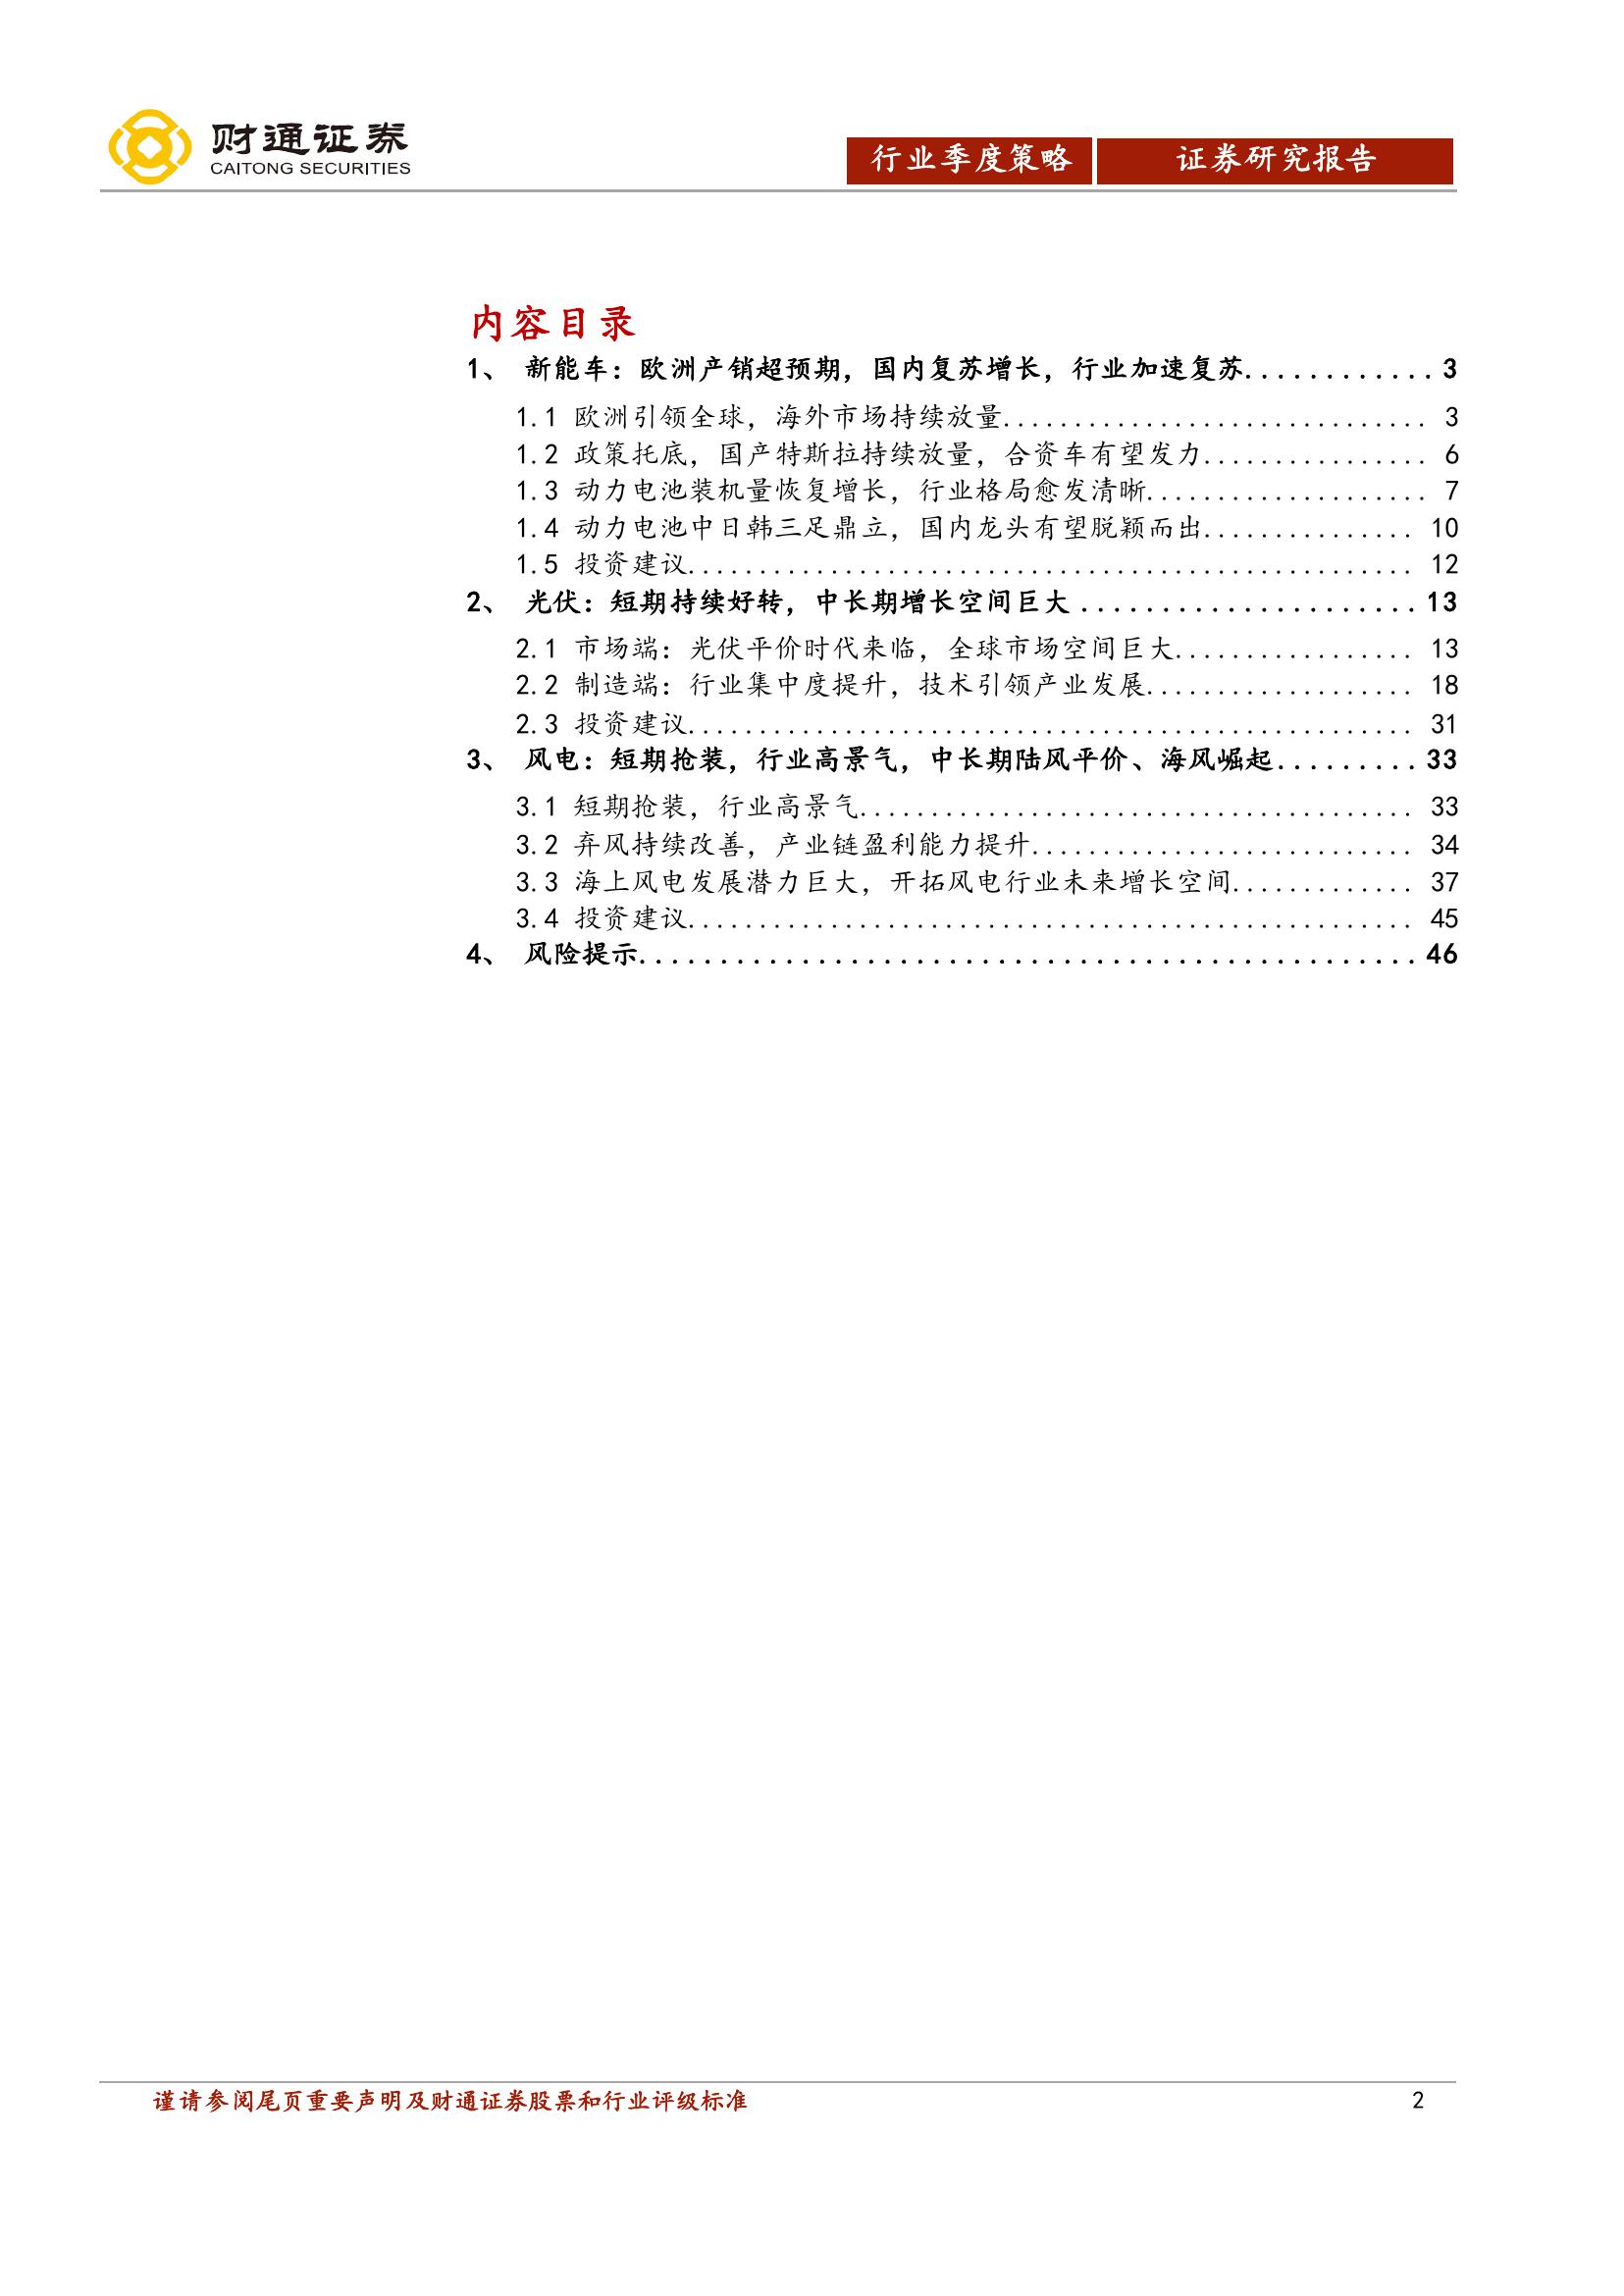 财通证券
CAITONG SECURITIES
行业季度策略 证券研究报告
内容目录
1、 新能车：欧洲产销超预期，国内复苏增长，行业加速复苏............ 3
1.1 欧洲引领全球，海外市场持续放量.............................. 3
1.2 政策托底，国产特斯拉持续放量，合资车有望发力................ 6
1.3 动力电池装机量恢复增长，行业格局愈发清晰.................... 7
1.4 动力电池中日韩三足鼎立，国内龙头有望脱颖而出............... 10
1.5 投资建议................................................... 12
2、 光伏：短期持续好转，中长期增长空间巨大 ..................... 13
2.1 市场端：光伏平价时代来临，全球市场空间巨大................. 13
2.2 制造端：行业集中度提升，技术引领产业发展................... 18
2.3 投资建议................................................... 31
3、 风电：短期抢装，行业高景气，中长期陆风平价、海风崛起......... 33
3.1 短期抢装，行业高景气....................................... 33
3.2 弃风持续改善，产业链盈利能力提升........................... 34
3.3 海上风电发展潜力巨大，开拓风电行业未来增长空间............. 37
3.4 投资建议................................................... 45
4、 风险提示................................................ 46
谨请参阅尾页重要声明及财通证券股票和行业评级标准 2